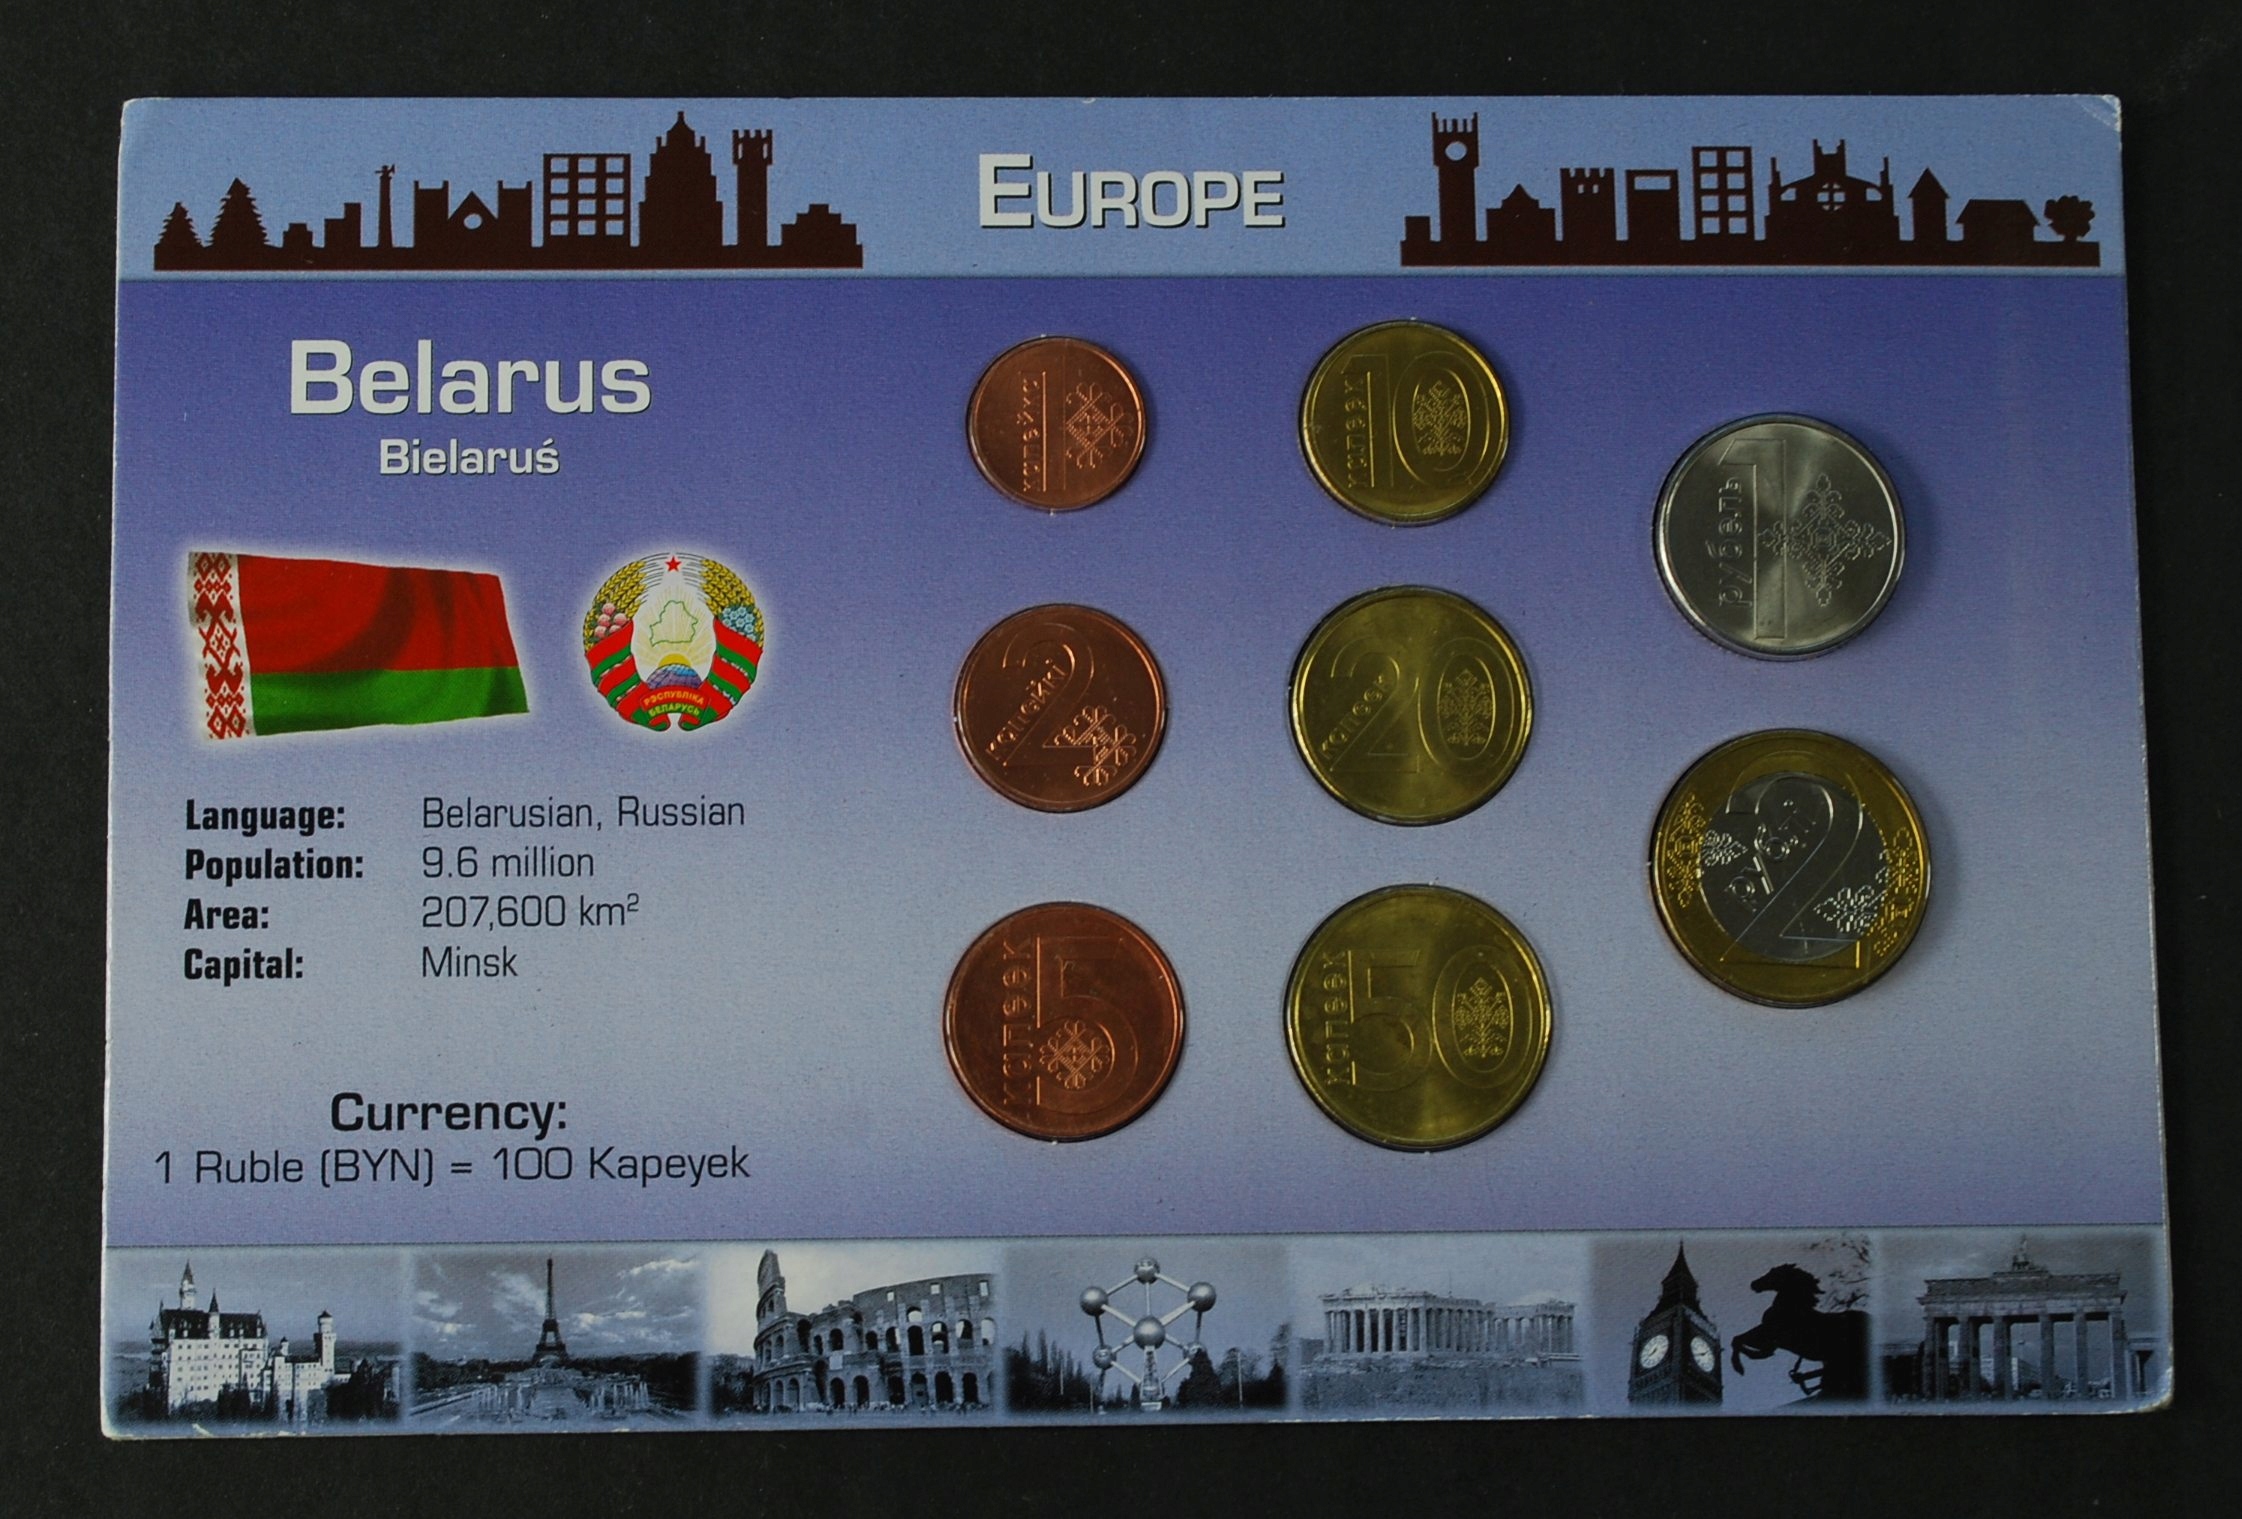 EUROPE
Belarus
Bielaruś
РЭСПУБЛІКА
БЕЛАРУСЬ
Language: Belarusian, Russian
Population: 9.6 million
Area: 207,600 km²
Capital: Minsk
Currency:
1 Ruble (BYN) = 100 Kapeyek
1 капейка
10 капеек
1 рубель
2 капейкі
20 капеек
2 рублі
5 капеек
50 капеек